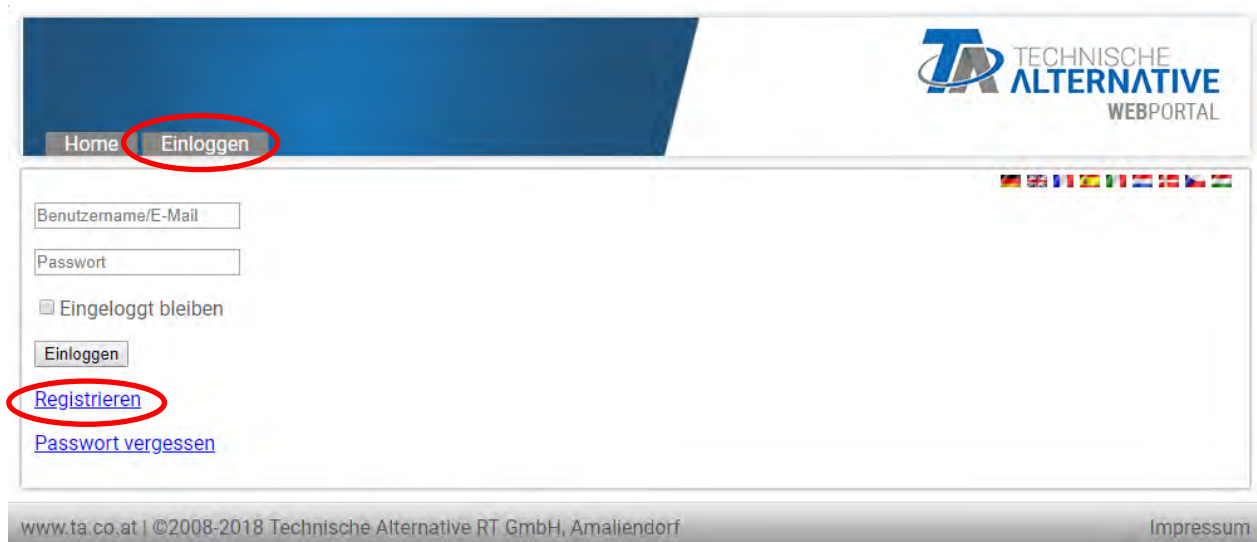 TECHNISCHE
ALTERNATIVE
WEBPORTAL
Home Einloggen
Benutzername/E-Mail
Passwort
Eingeloggt bleiben
Einloggen
Registrieren
Passwort vergessen
www.ta.co.at | ©2008-2018 Technische Alternative RT GmbH, Amaliendorf Impressum